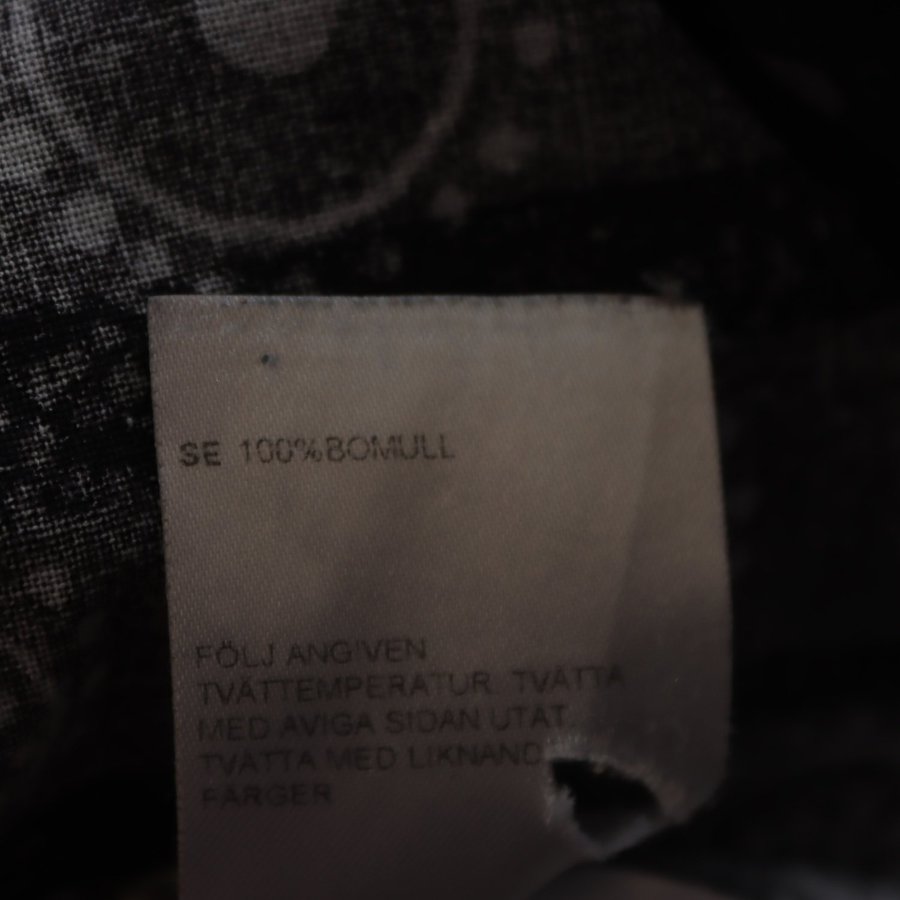 SE 100%BOMULL
FÖLJ ANGIVEN
TVÄTTEMPERATUR. TVÄTTA
MED AVIGA SIDAN UTÅT.
TVÄTTA MED LIKNAND
FÄRGER